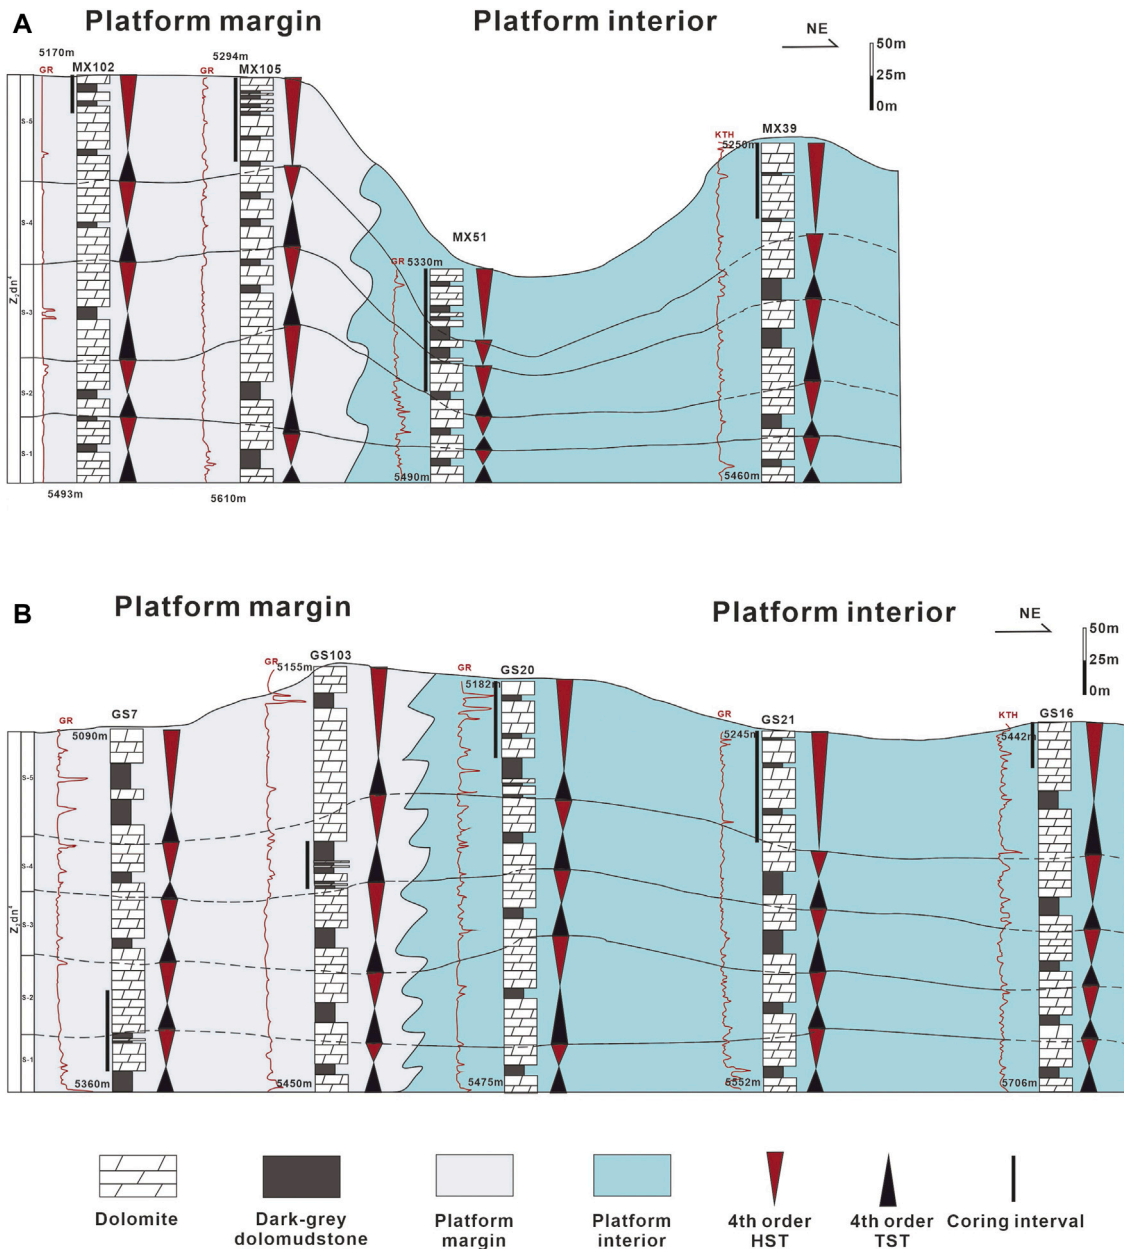 A
Platform margin
Platform interior
NE
50m
25m
0m
5170m
GR
MX102
5294m
GR
MX105
MX51
GR
5330m
KTH
5250m
MX39
S-5
S-4
S-3
S-2
S-1
Z₂dn⁴
5493m
5610m
5490m
5460m
B
Platform margin
Platform interior
NE
50m
25m
0m
GR
5090m
GS7
GR
5155m
GS103
GR
5182m
GS20
GR
5245m
GS21
KTH
5442m
GS16
S-5
S-4
S-3
S-2
S-1
Z₂dn⁴
5360m
5450m
5475m
5552m
5706m
Dolomite
Dark-grey
dolomudstone
Platform
margin
Platform
interior
4th order
HST
4th order
TST
Coring interval